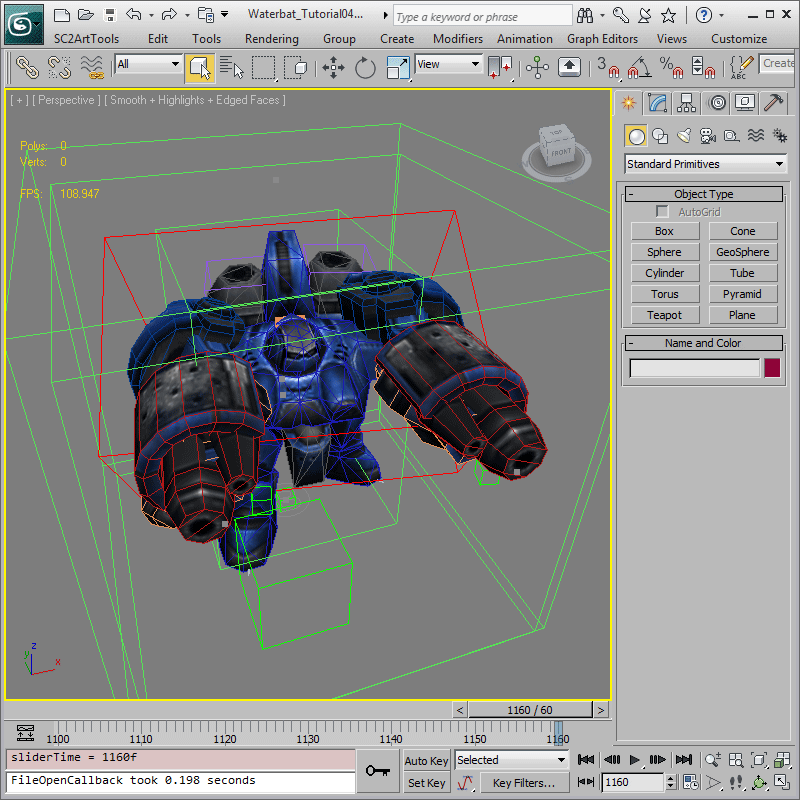 Waterbat_Tutorial04...
Type a keyword or phrase
SC2ArtTools Edit Tools Rendering Group Create Modifiers Animation Graph Editors Views Customize
All
View
3
%
ABC
Create
[ + ] [ Perspective ] [ Smooth + Highlights + Edged Faces ]
Polys: 0
Verts: 0
FPS: 108.947
TOP
FRONT
Standard Primitives
- Object Type
AutoGrid
Box Cone
Sphere GeoSphere
Cylinder Tube
Torus Pyramid
Teapot Plane
- Name and Color
z
y
x
< 1160 / 60 >
1100 1110 1120 1130 1140 1150 1160
sliderTime = 1160f
FileOpenCallback took 0.198 seconds
Auto Key Selected
Set Key Key Filters...
1160